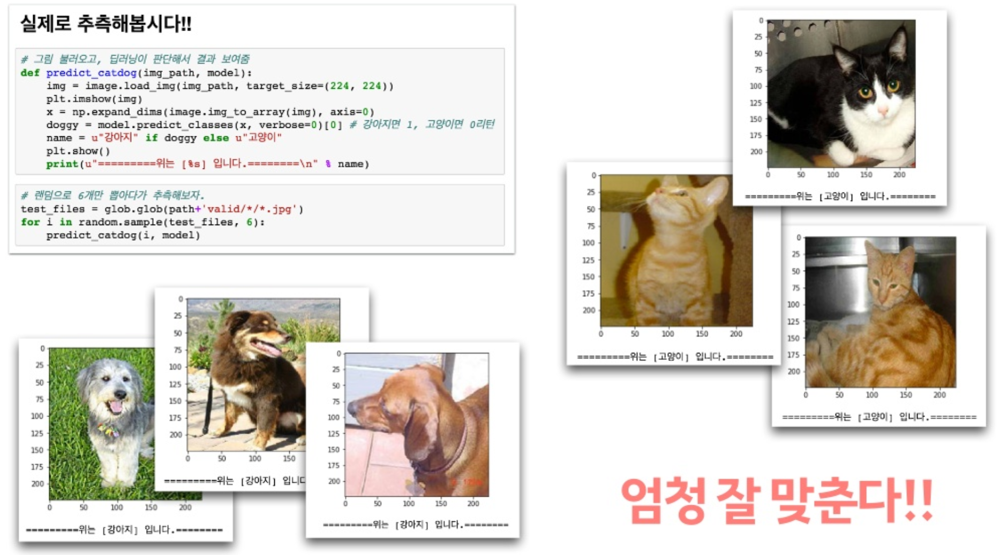 실제로 추측해봅시다!!
# 그림 불러오고, 딥러닝이 판단해서 결과 보여줌
def predict_catdog(img_path, model):
    img = image.load_img(img_path, target_size=(224, 224))
    plt.imshow(img)
    x = np.expand_dims(image.img_to_array(img), axis=0)
    doggy = model.predict_classes(x, verbose=0)[0] # 강아지면 1, 고양이면 0리턴
    name = u"강아지" if doggy else u"고양이"
    plt.show()
    print(u"=========위는 [%s] 입니다.========\n" % name)
# 랜덤으로 6개만 뽑아다가 추측해보자.
test_files = glob.glob(path+'valid/*/*.jpg')
for i in random.sample(test_files, 6):
    predict_catdog(i, model)
0
25
50
75
100
125
150
175
200
0 50 100 150 200
=========위는 [고양이] 입니다.========
0
25
50
75
100
125
150
175
200
0 50 100 150 200
=========위는 [고양이] 입니다.========
0
25
50
75
100
125
150
175
200
0 50 100 150 200
=========위는 [고양이] 입니다.========
0
25
50
75
100
125
150
175
200
0 50 100 150
=========위는 [강아지] 입니다
0
25
50
75
100
125
150
175
200
0 50 100 150 200
=========위는 [강아지] 입니다.========
0
25
50
75
100
125
150
175
200
0 50 100 150 200
=========위는 [강아지] 입니다.========
엄청 잘 맞춘다!!